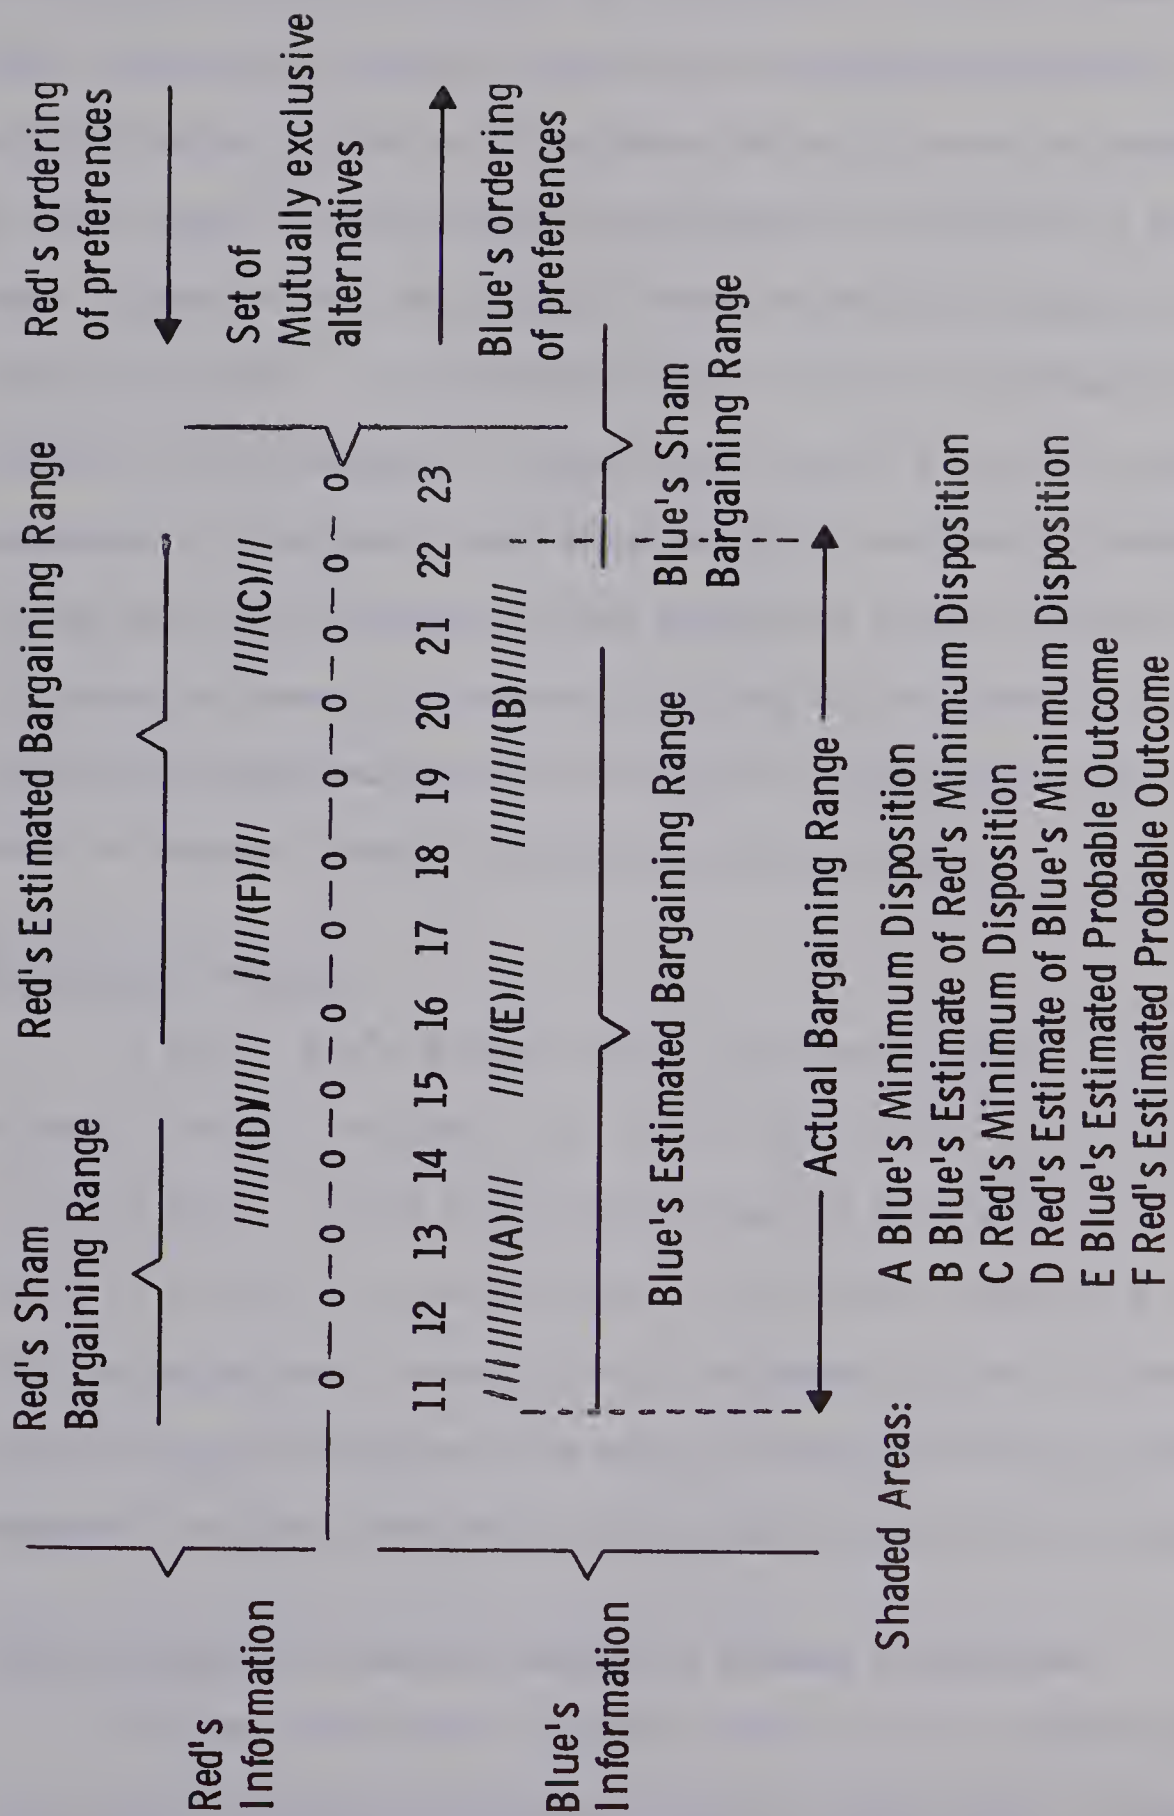 Red's Sham
Bargaining Range
Red's Estimated Bargaining Range
Red's ordering
of preferences
Red's
Information
//////(D)//////
/////(F)////
/////(C)///
Set of
Mutually exclusive
alternatives
0—0—0—0—0—0—0—0—0—0—0—0—0
11 12 13 14 15 16 17 18 19 20 21 22 23
Blue's
Information
///////////(A)////
/////(E)////
//////////(B)/////////
Blue's ordering
of preferences
Blue's Estimated Bargaining Range
Blue's Sham
Bargaining Range
Actual Bargaining Range
Shaded Areas:
A Blue's Minimum Disposition
B Blue's Estimate of Red's Minimum Disposition
C Red's Minimum Disposition
D Red's Estimate of Blue's Minimum Disposition
E Blue's Estimated Probable Outcome
F Red's Estimated Probable Outcome